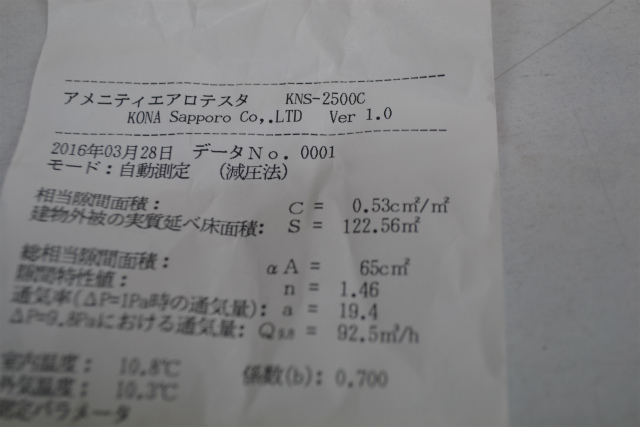 アメニティエアロテスタ KNS-2500C
KONA Sapporo Co,.LTD Ver 1.0
2016年03月28日 データNo. 0001
モード:自動測定 (減圧法)
相当隙間面積: C = 0.53c㎡/㎡
建物外被の実質延べ床面積: S = 122.56㎡
総相当隙間面積: αA = 65c㎡
隙間特性値: n = 1.46
通気率(ΔP=1Pa時の通気量): a = 19.4
ΔP=9.8Paにおける通気量: Q9.8 = 92.5㎥/h
室内温度: 10.8℃ 係数(b): 0.700
外気温度: 10.3℃
測定パラメータ